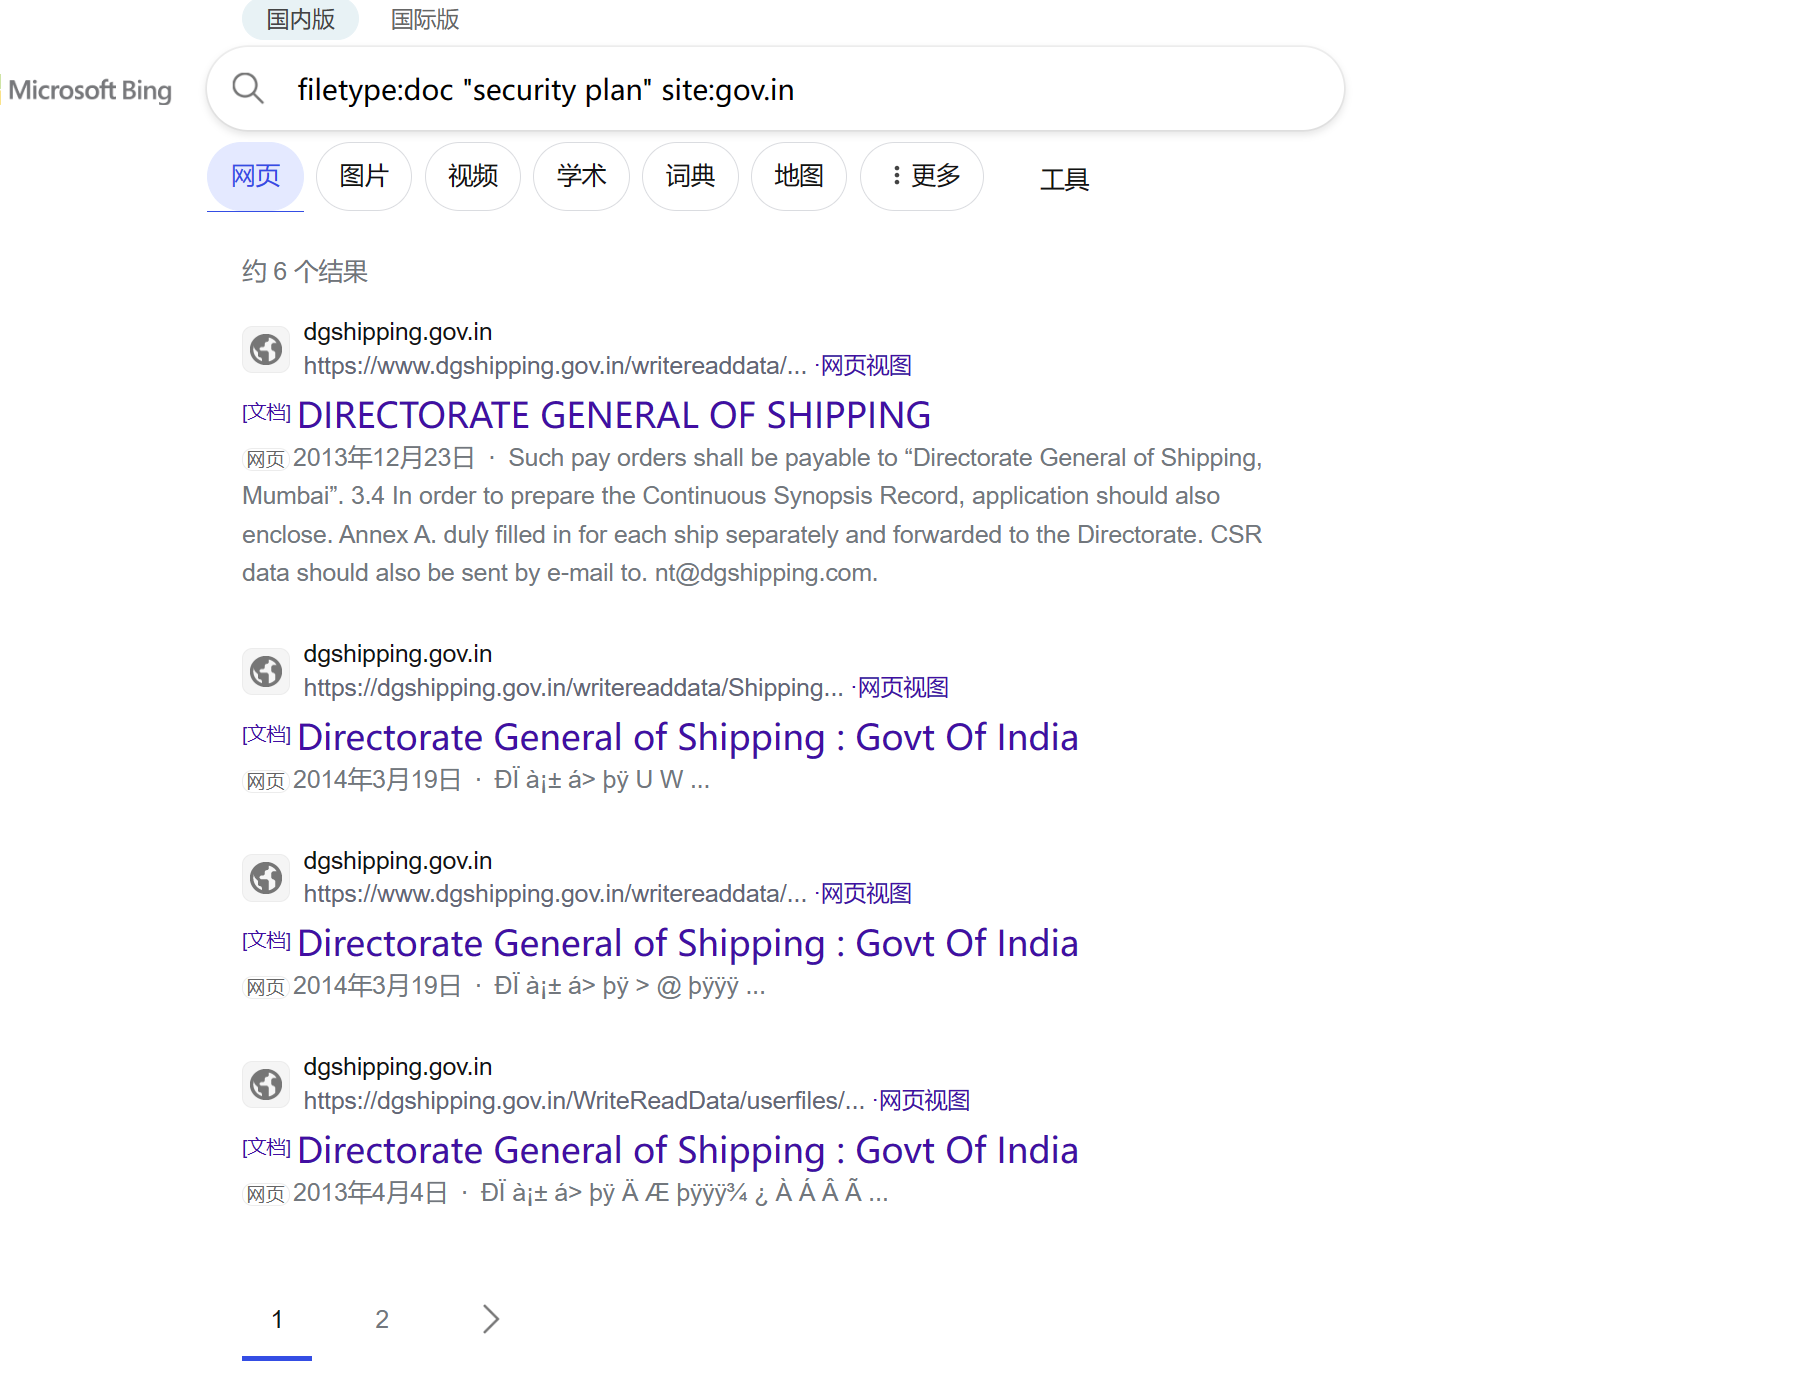 国内版 国际版
Microsoft Bing
filetype:doc "security plan" site:gov.in
网页 图片 视频 学术 词典 地图 更多 工具
约 6 个结果
dgshipping.gov.in
https://www.dgshipping.gov.in/writereaddata/... ·网页视图
[文档] DIRECTORATE GENERAL OF SHIPPING
网页 2013年12月23日 · Such pay orders shall be payable to “Directorate General of Shipping,
Mumbai”. 3.4 In order to prepare the Continuous Synopsis Record, application should also
enclose. Annex A. duly filled in for each ship separately and forwarded to the Directorate. CSR
data should also be sent by e-mail to. nt@dgshipping.com.
dgshipping.gov.in
https://dgshipping.gov.in/writereaddata/Shipping... ·网页视图
[文档] Directorate General of Shipping : Govt Of India
网页 2014年3月19日 · ÐÏ à¡± á> þÿ U W ...
dgshipping.gov.in
https://www.dgshipping.gov.in/writereaddata/... ·网页视图
[文档] Directorate General of Shipping : Govt Of India
网页 2014年3月19日 · ÐÏ à¡± á> þÿ > @ þÿÿÿ ...
dgshipping.gov.in
https://dgshipping.gov.in/WriteReadData/userfiles/... ·网页视图
[文档] Directorate General of Shipping : Govt Of India
网页 2013年4月4日 · ÐÏ à¡± á> þÿ Ä Æ þÿÿÿ¾ ¿ À Á Â Ã ...
1 2